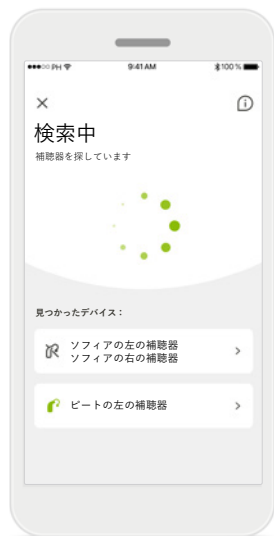 ●●●○○ PH 9:41 AM 100 %
検索中
補聴器を探しています
見つかったデバイス：
ソフィアの左の補聴器
ソフィアの右の補聴器
ピートの左の補聴器